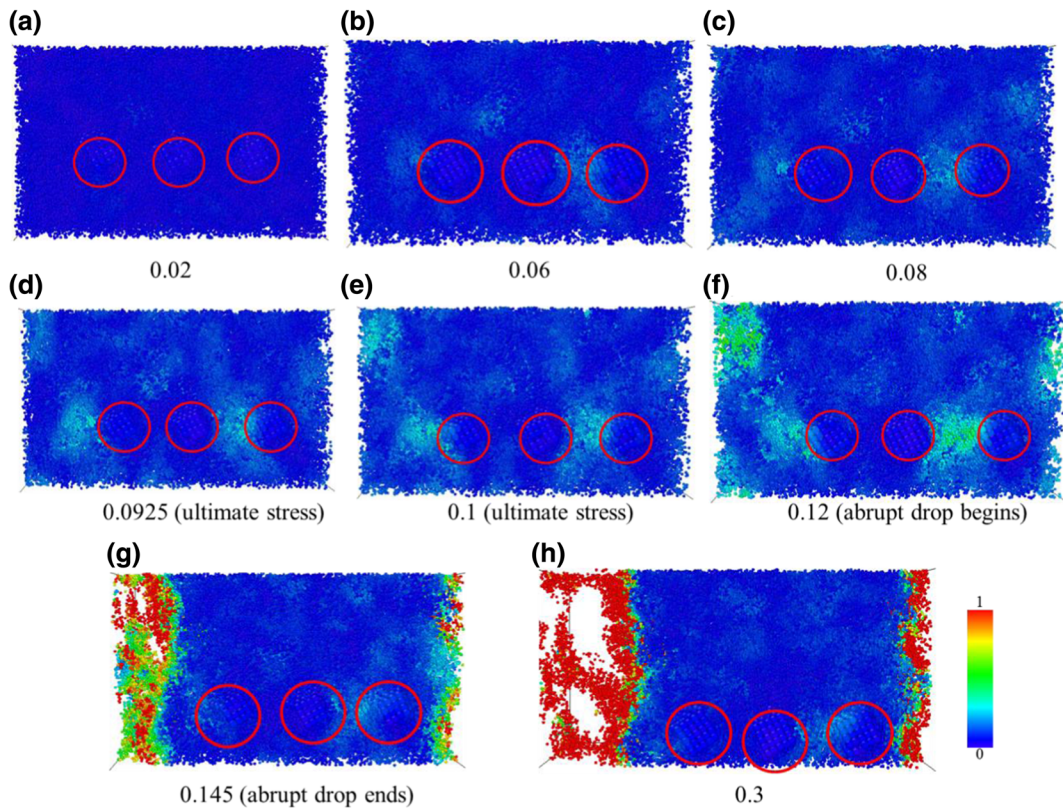 (a)
(b)
(c)
0.02
0.06
0.08
(d)
(e)
(f)
0.0925 (ultimate stress)
0.1 (ultimate stress)
0.12 (abrupt drop begins)
(g)
(h)
1
0
0.145 (abrupt drop ends)
0.3